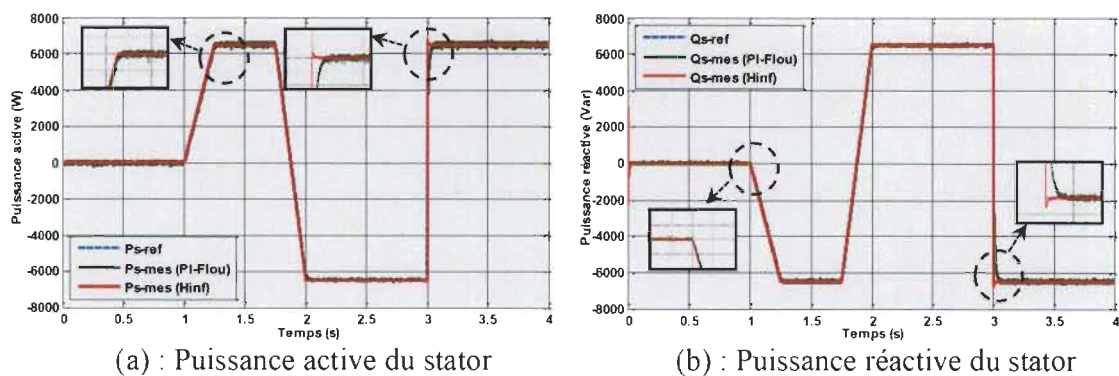 8000
6000
4000
2000
0
-2000
-4000
-6000
-8000
Puissance active (W)
Ps-ref
Ps-mes (PI-Flou)
Ps-mes (Hinf)
0 0.5 1 1.5 2 2.5 3 3.5 4
Temps (s)
(a) : Puissance active du stator
8000
6000
4000
2000
0
-2000
-4000
-6000
-8000
Puissance réactive (Var)
Qs-ref
Qs-mes (PI-Flou)
Qs-mes (Hinf)
0 0.5 1 1.5 2 2.5 3 3.5 4
Temps (s)
(b) : Puissance réactive du stator